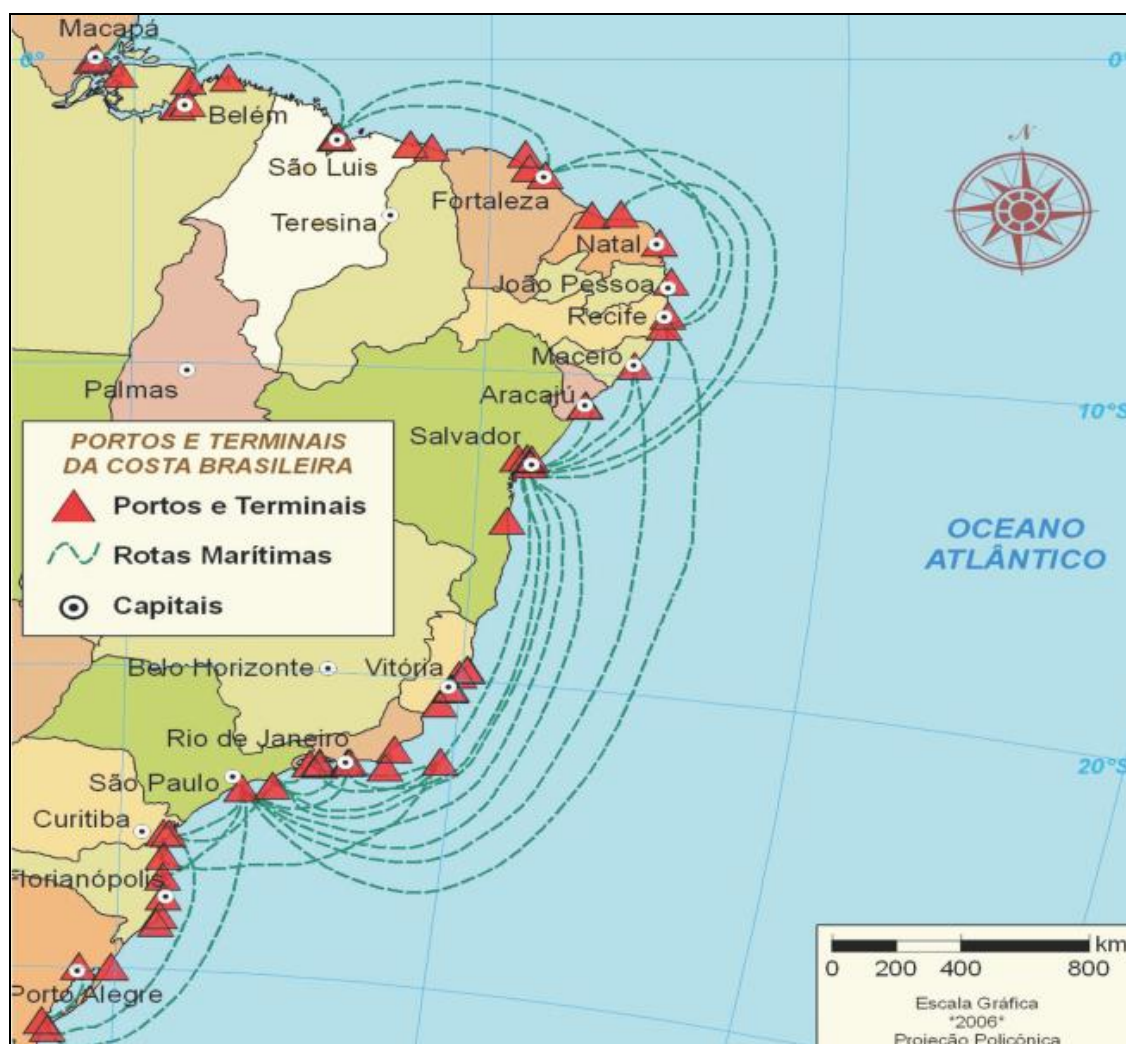 Macapá
0°
0°
Belém
N
São Luis
Fortaleza
Teresina
Natal
João Pessoa
Recife
Maceió
Palmas
Aracajú
10°S
Salvador
PORTOS E TERMINAIS
DA COSTA BRASILEIRA
Portos e Terminais
Rotas Marítimas
Capitais
OCEANO
ATLÂNTICO
Belo Horizonte
Vitória
Rio de Janeiro
São Paulo
20°S
Curitiba
Florianópolis
Porto Alegre
km
0 200 400 800
Escala Gráfica
*2006*
Projeção Policónica